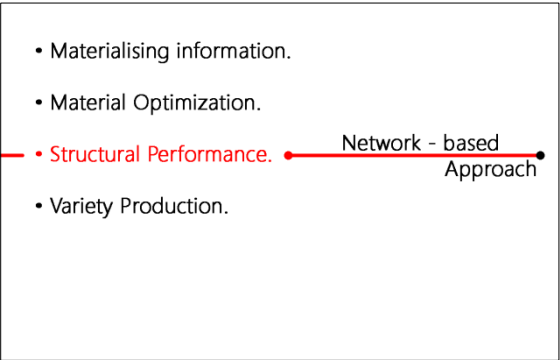 • Materialising information.
• Material Optimization.
• Structural Performance.
Network - based
Approach
• Variety Production.